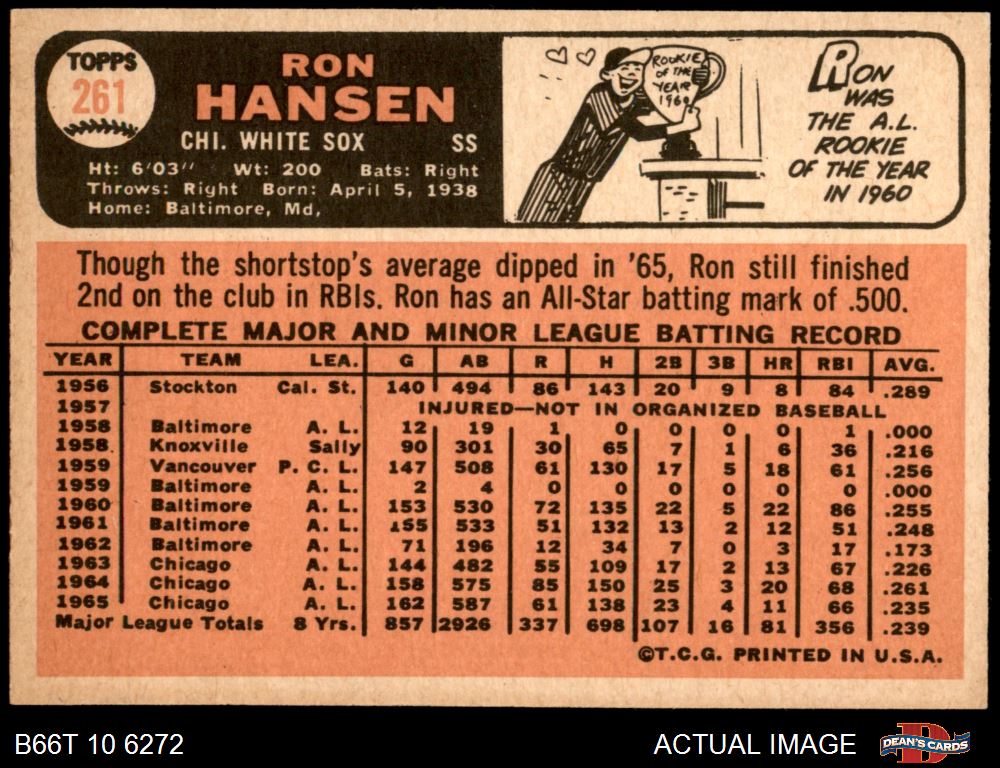 TOPPS
261
RON
HANSEN
CHI. WHITE SOX SS
Ht: 6'03" Wt: 200 Bats: Right
Throws: Right Born: April 5, 1938
Home: Baltimore, Md,
ROOKIE
OF THE
YEAR
1960
RON
WAS
THE A.L.
ROOKIE
OF THE YEAR
IN 1960
Though the shortstop's average dipped in '65, Ron still finished
2nd on the club in RBIs. Ron has an All-Star batting mark of .500.
COMPLETE MAJOR AND MINOR LEAGUE BATTING RECORD
YEAR TEAM LEA. G AB R H 2B 3B HR RBI AVG.
1956 Stockton Cal. St. 140 494 86 143 20 9 8 84 .289
1957 INJURED—NOT IN ORGANIZED BASEBALL
1958 Baltimore A. L. 12 19 1 0 0 0 0 1 .000
1958 Knoxville Sally 90 301 30 65 7 1 6 36 .216
1959 Vancouver P. C. L. 147 508 61 130 17 5 18 61 .256
1959 Baltimore A. L. 2 4 0 0 0 0 0 0 .000
1960 Baltimore A. L. 153 530 72 135 22 5 22 86 .255
1961 Baltimore A. L. 155 533 51 132 13 2 12 51 .248
1962 Baltimore A. L. 71 196 12 34 7 0 3 17 .173
1963 Chicago A. L. 144 482 55 109 17 2 13 67 .226
1964 Chicago A. L. 158 575 85 150 25 3 20 68 .261
1965 Chicago A. L. 162 587 61 138 23 4 11 66 .235
Major League Totals 8 Yrs. 857 2926 337 698 107 16 81 356 .239
©T.C.G. PRINTED IN U.S.A.
B66T 10 6272
ACTUAL IMAGE
DEAN'S CARDS